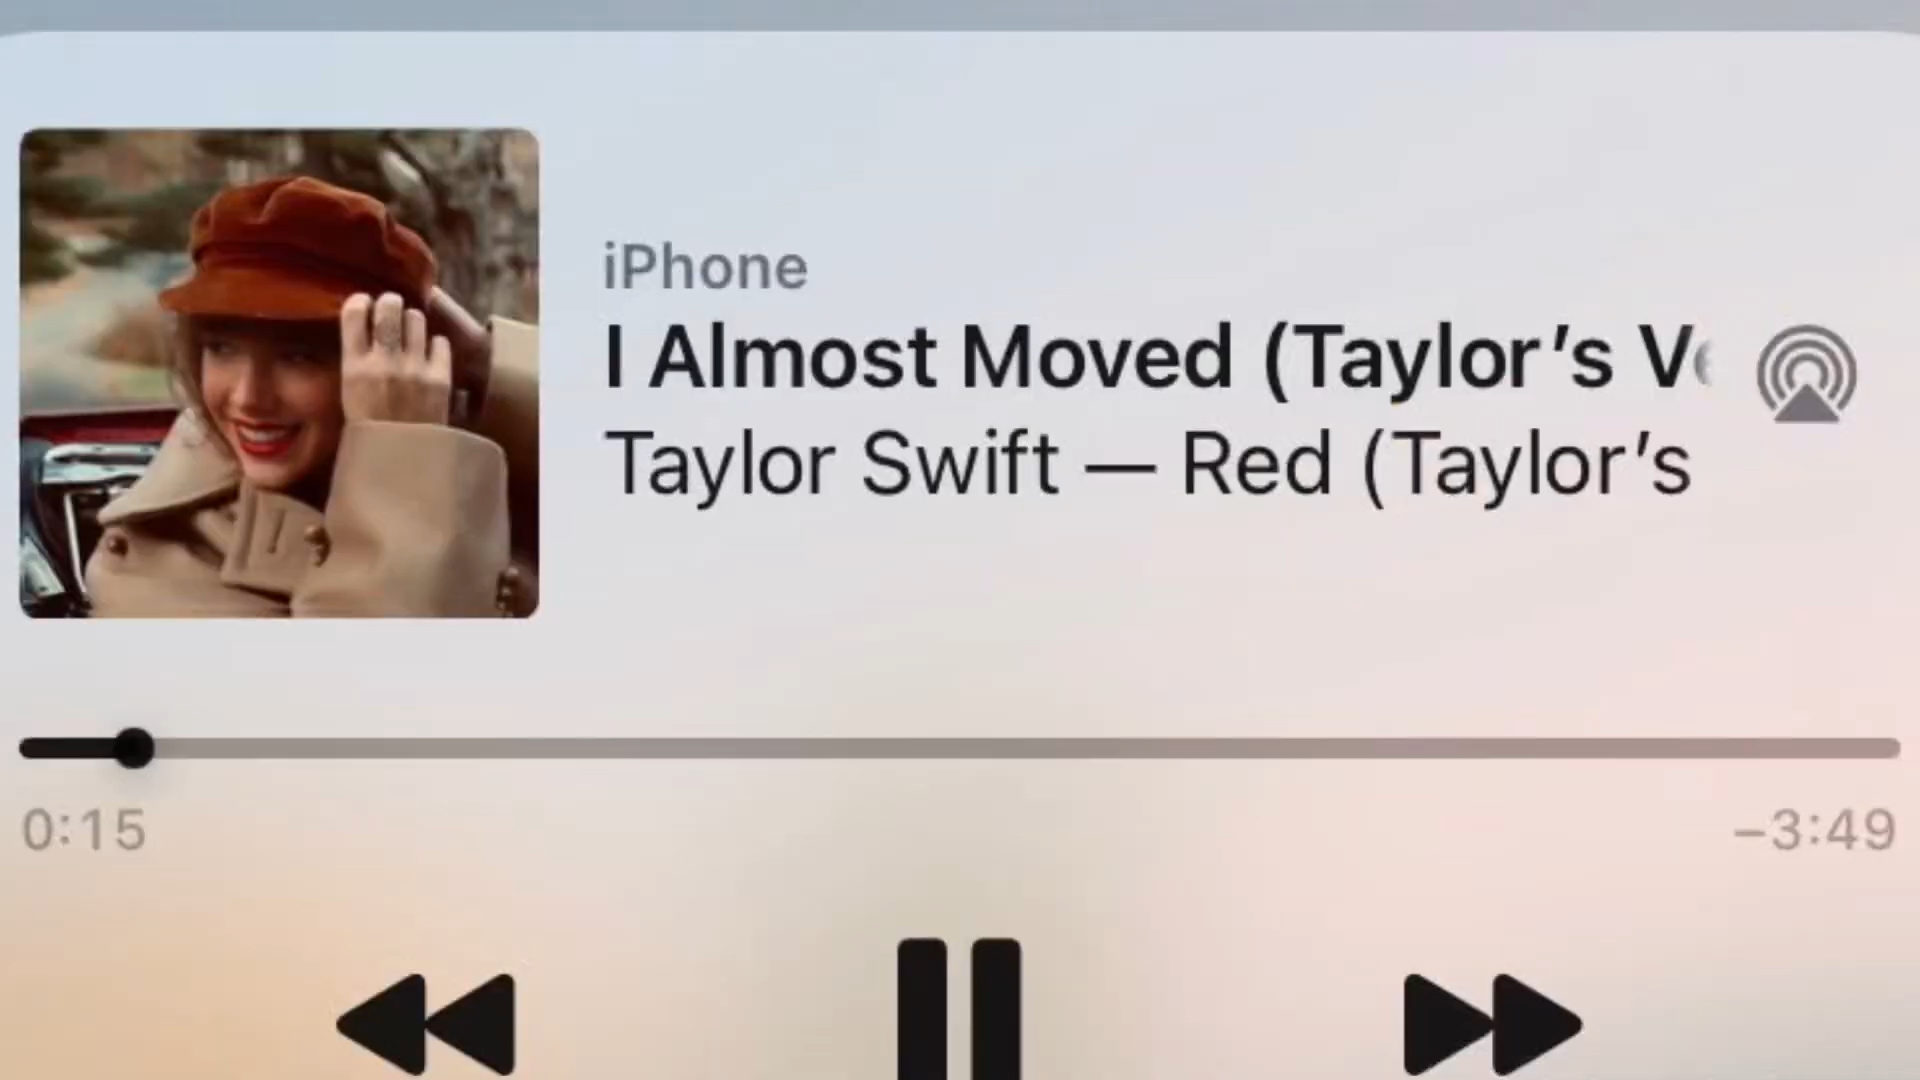 iPhone
I Almost Moved (Taylor’s V
Taylor Swift — Red (Taylor’s
0:15
–3:49